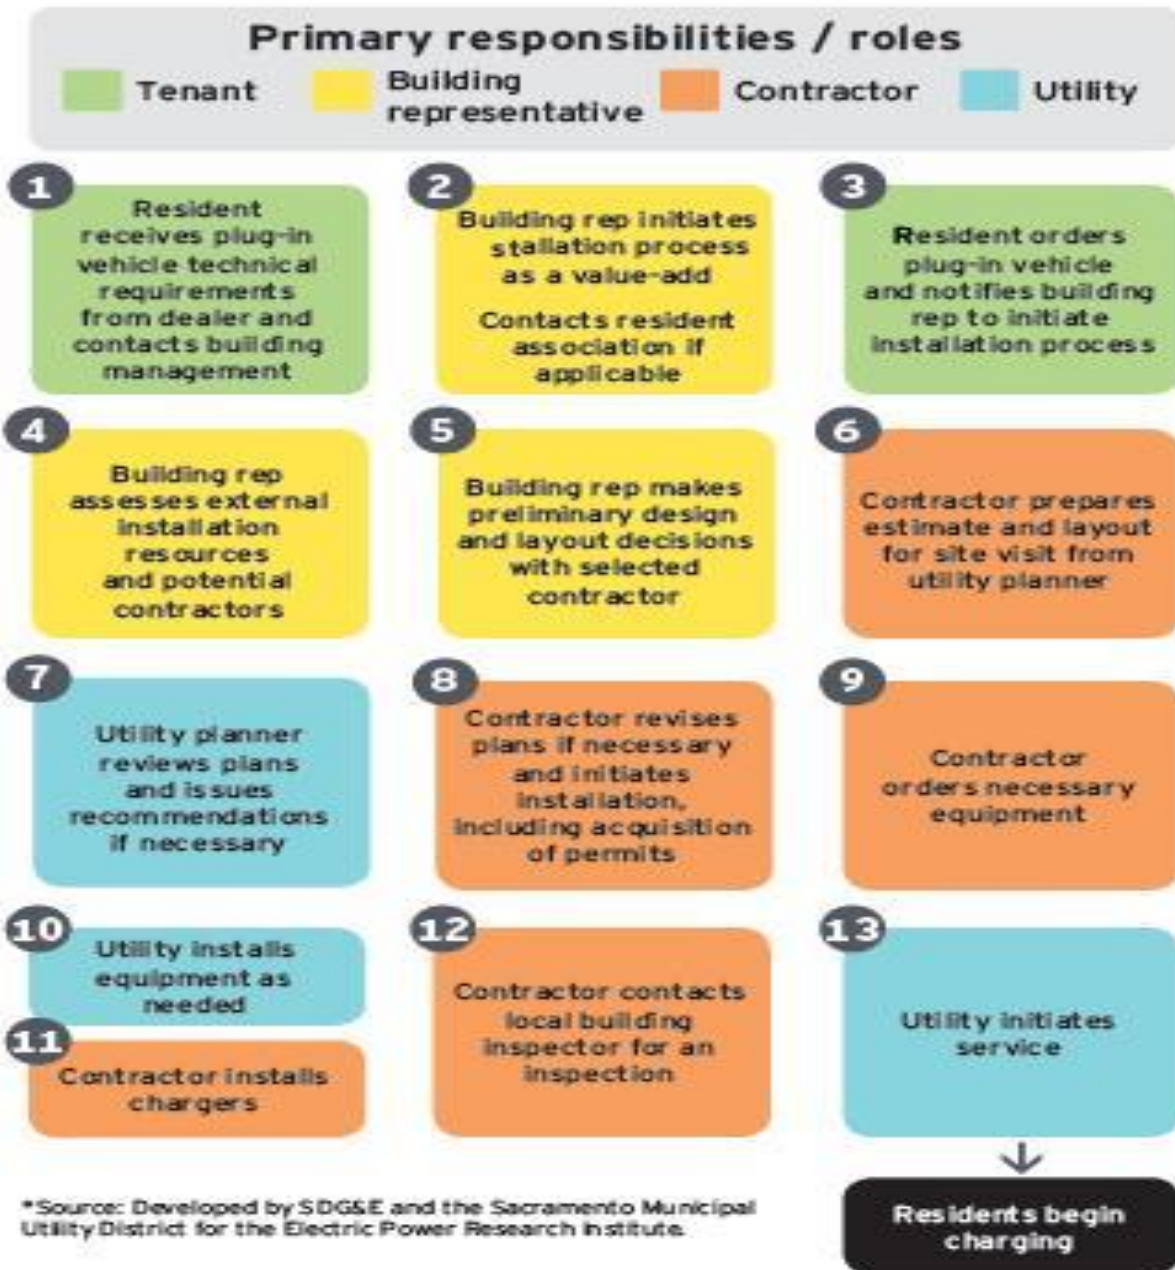 Primary responsibilities / roles
Tenant
Building
representative
Contractor
Utility
1
Resident
receives plug-in
vehicle technical
requirements
from dealer and
contacts building
management
2
Building rep initiates
stallation process
as a value-add
Contacts resident
association if
applicable
3
Resident orders
plug-in vehicle
and notifies building
rep to initiate
installation process
4
Building rep
assesses external
installation
resources
and potential
contractors
5
Building rep makes
preliminary design
and layout decisions
with selected
contractor
6
Contractor prepares
estimate and layout
for site visit from
utility planner
7
Utility planner
reviews plans
and issues
recommendations
if necessary
8
Contractor revises
plans if necessary
and initiates
installation,
including acquisition
of permits
9
Contractor
orders necessary
equipment
10
Utility installs
equipment as
needed
11
Contractor installs
chargers
12
Contractor contacts
local building
inspector for an
inspection
13
Utility initiates
service
Residents begin
charging
*Source: Developed by SDG&E and the Sacramento Municipal
Utility District for the Electric Power Research Institute.